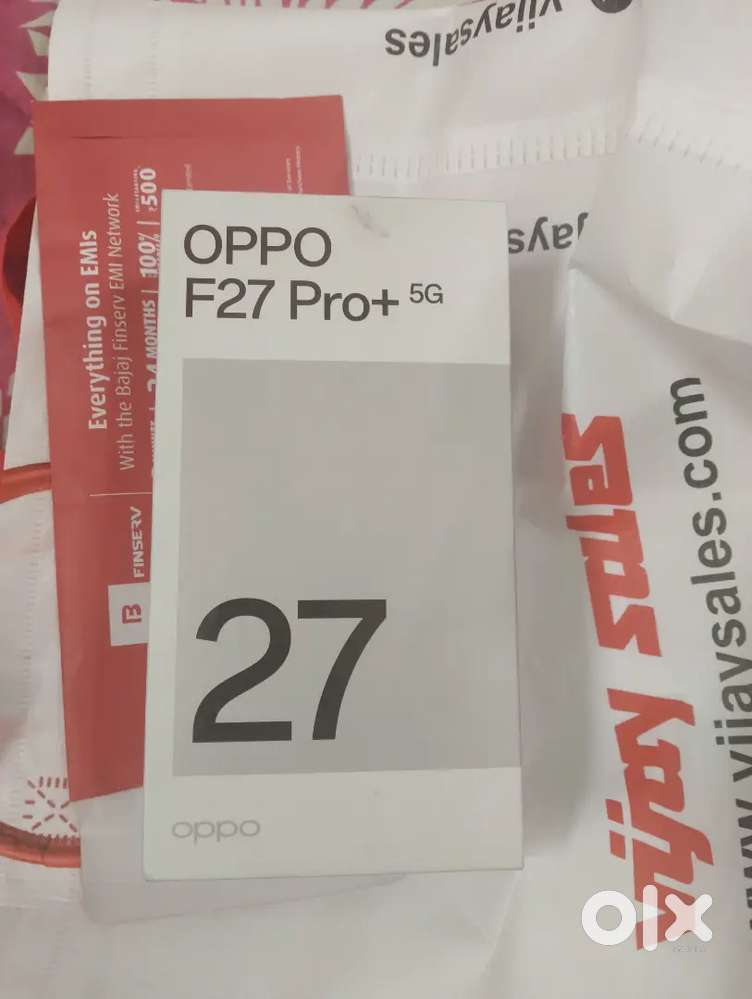 vijaysales
jaysa
OPPO
F27 Pro+ 5G
27
oppo
Everything on EMIs
With the Bajaj Finserv EMI Network
24 MONTHS | 100% | ₹500
B FINSERV
vijay sales
www.vijaysales.com
olx